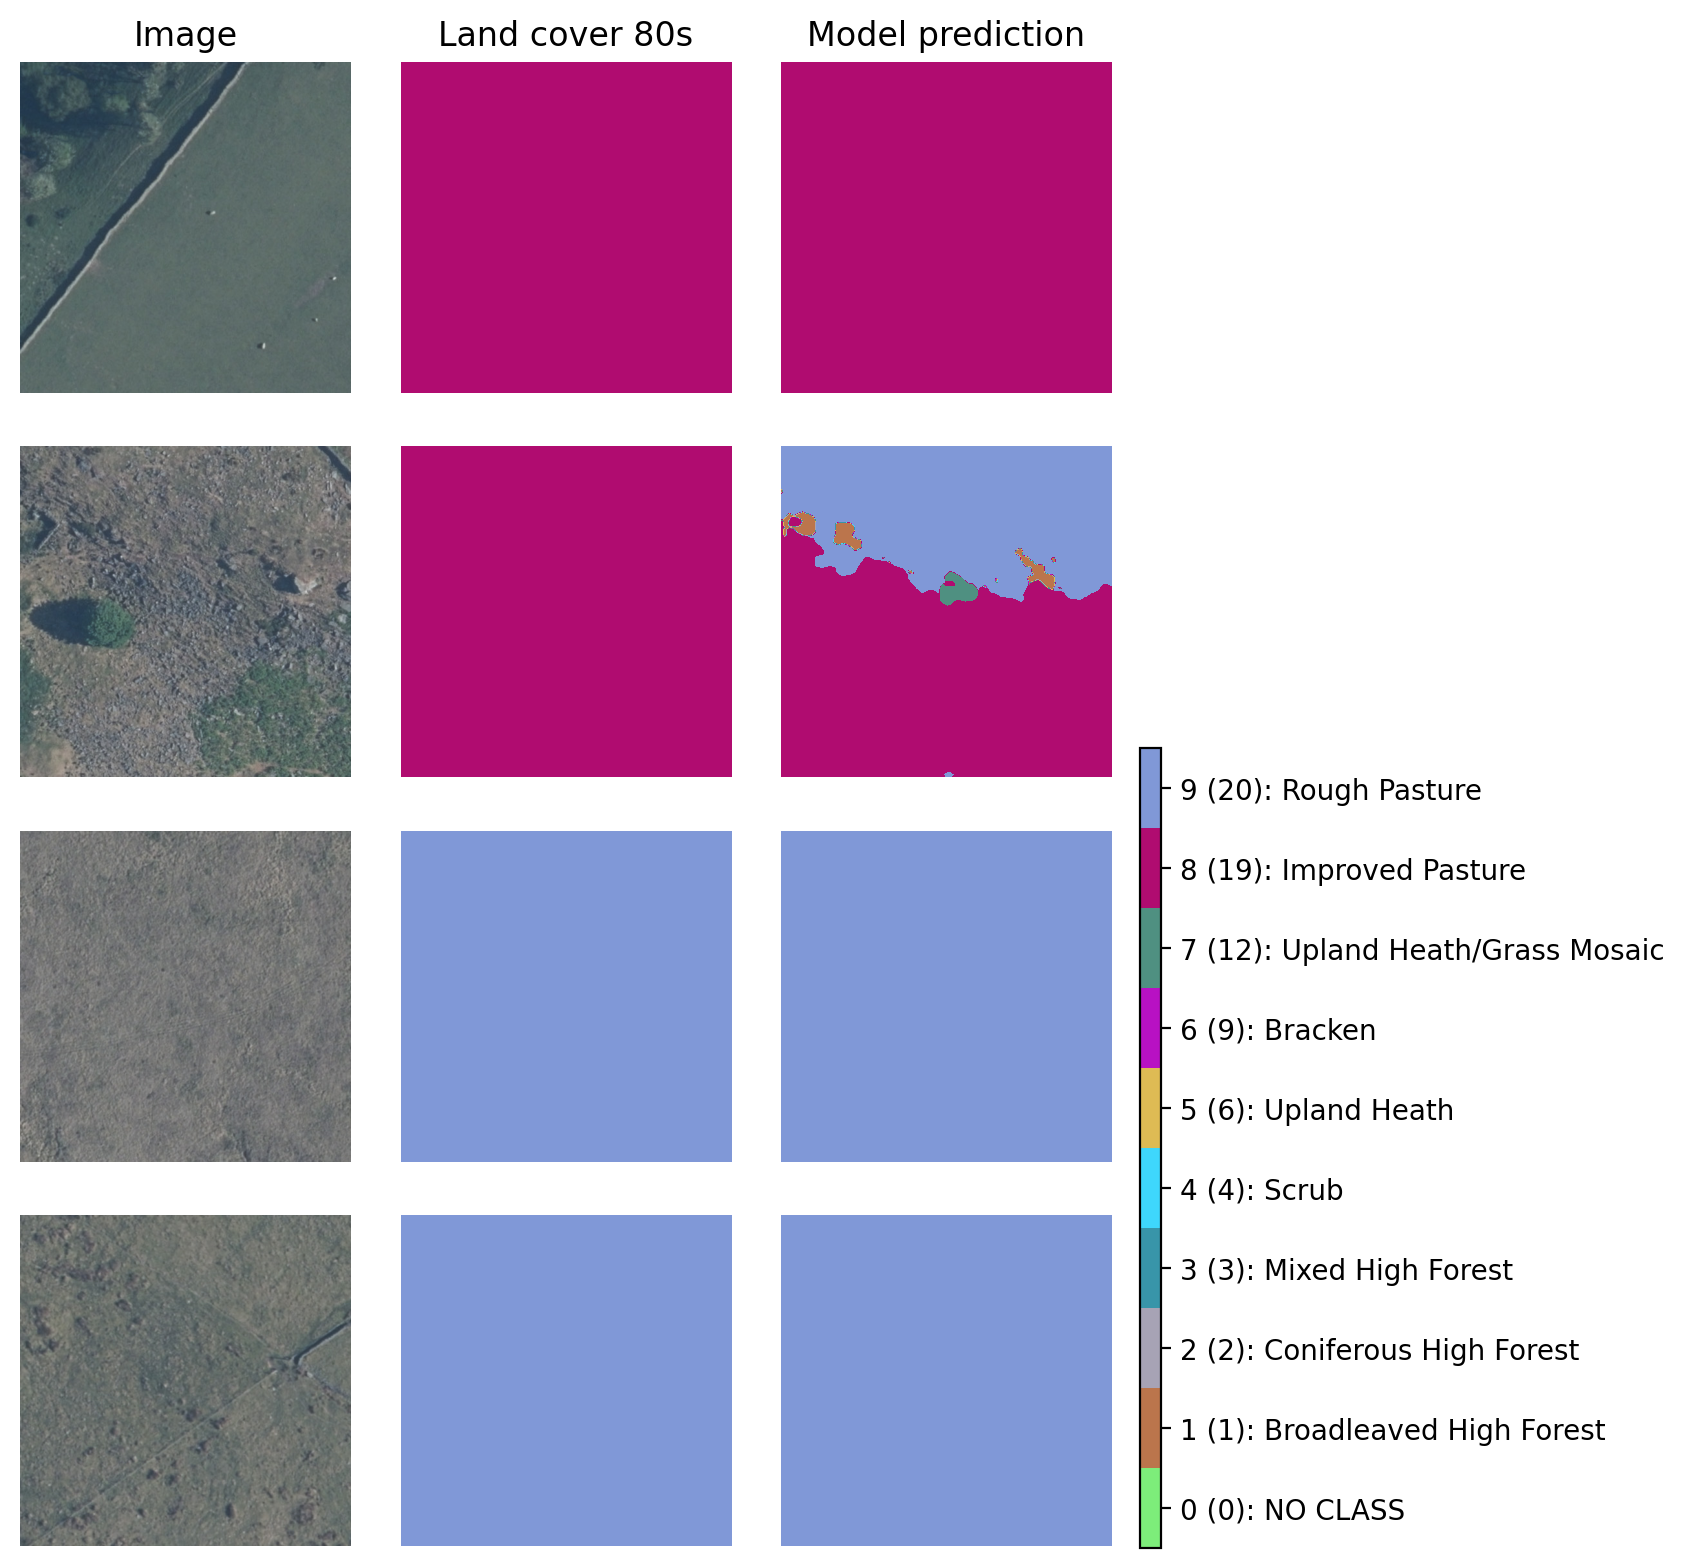 Image
Land cover 80s
Model prediction
9 (20): Rough Pasture
8 (19): Improved Pasture
7 (12): Upland Heath/Grass Mosaic
6 (9): Bracken
5 (6): Upland Heath
4 (4): Scrub
3 (3): Mixed High Forest
2 (2): Coniferous High Forest
1 (1): Broadleaved High Forest
0 (0): NO CLASS